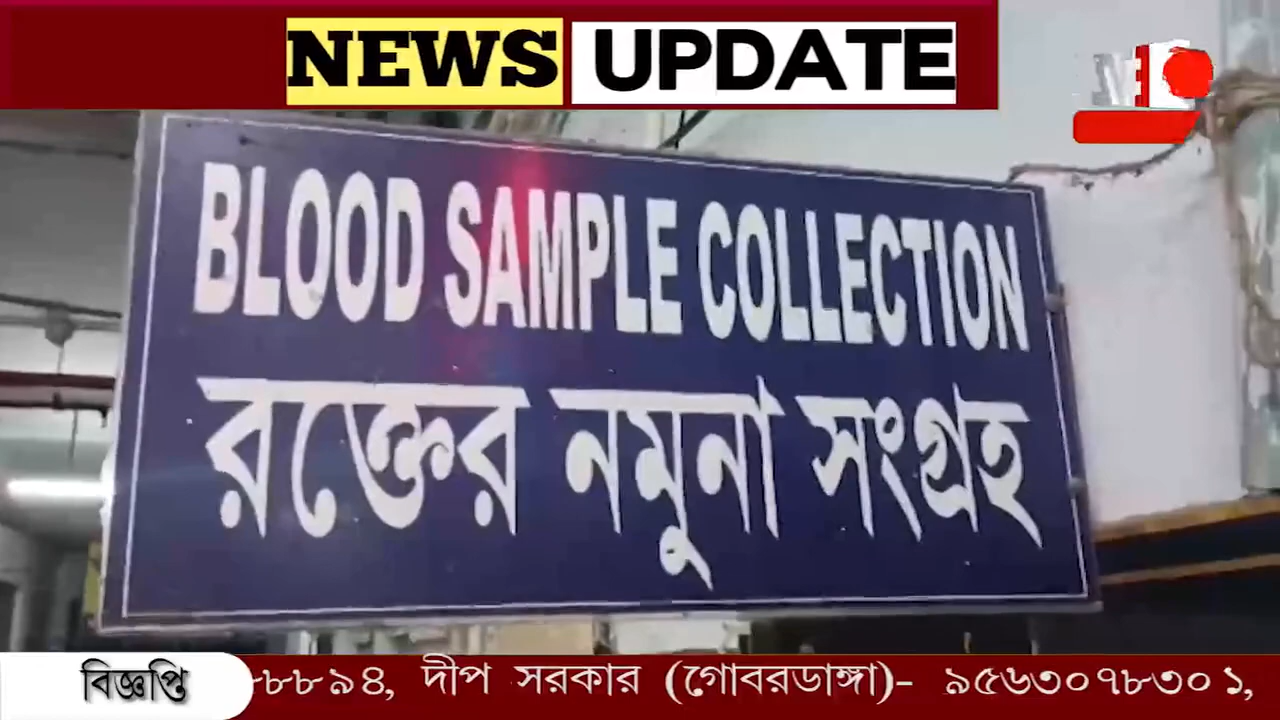 NEWS UPDATE
BLOOD SAMPLE COLLECTION
রক্তের নমুনা সংগ্রহ
বিজ্ঞপ্তি
৮৮৯৪, দীপ সরকার (গোবরডাঙ্গা)- ৯৫৬৩০৭৮৩০১,